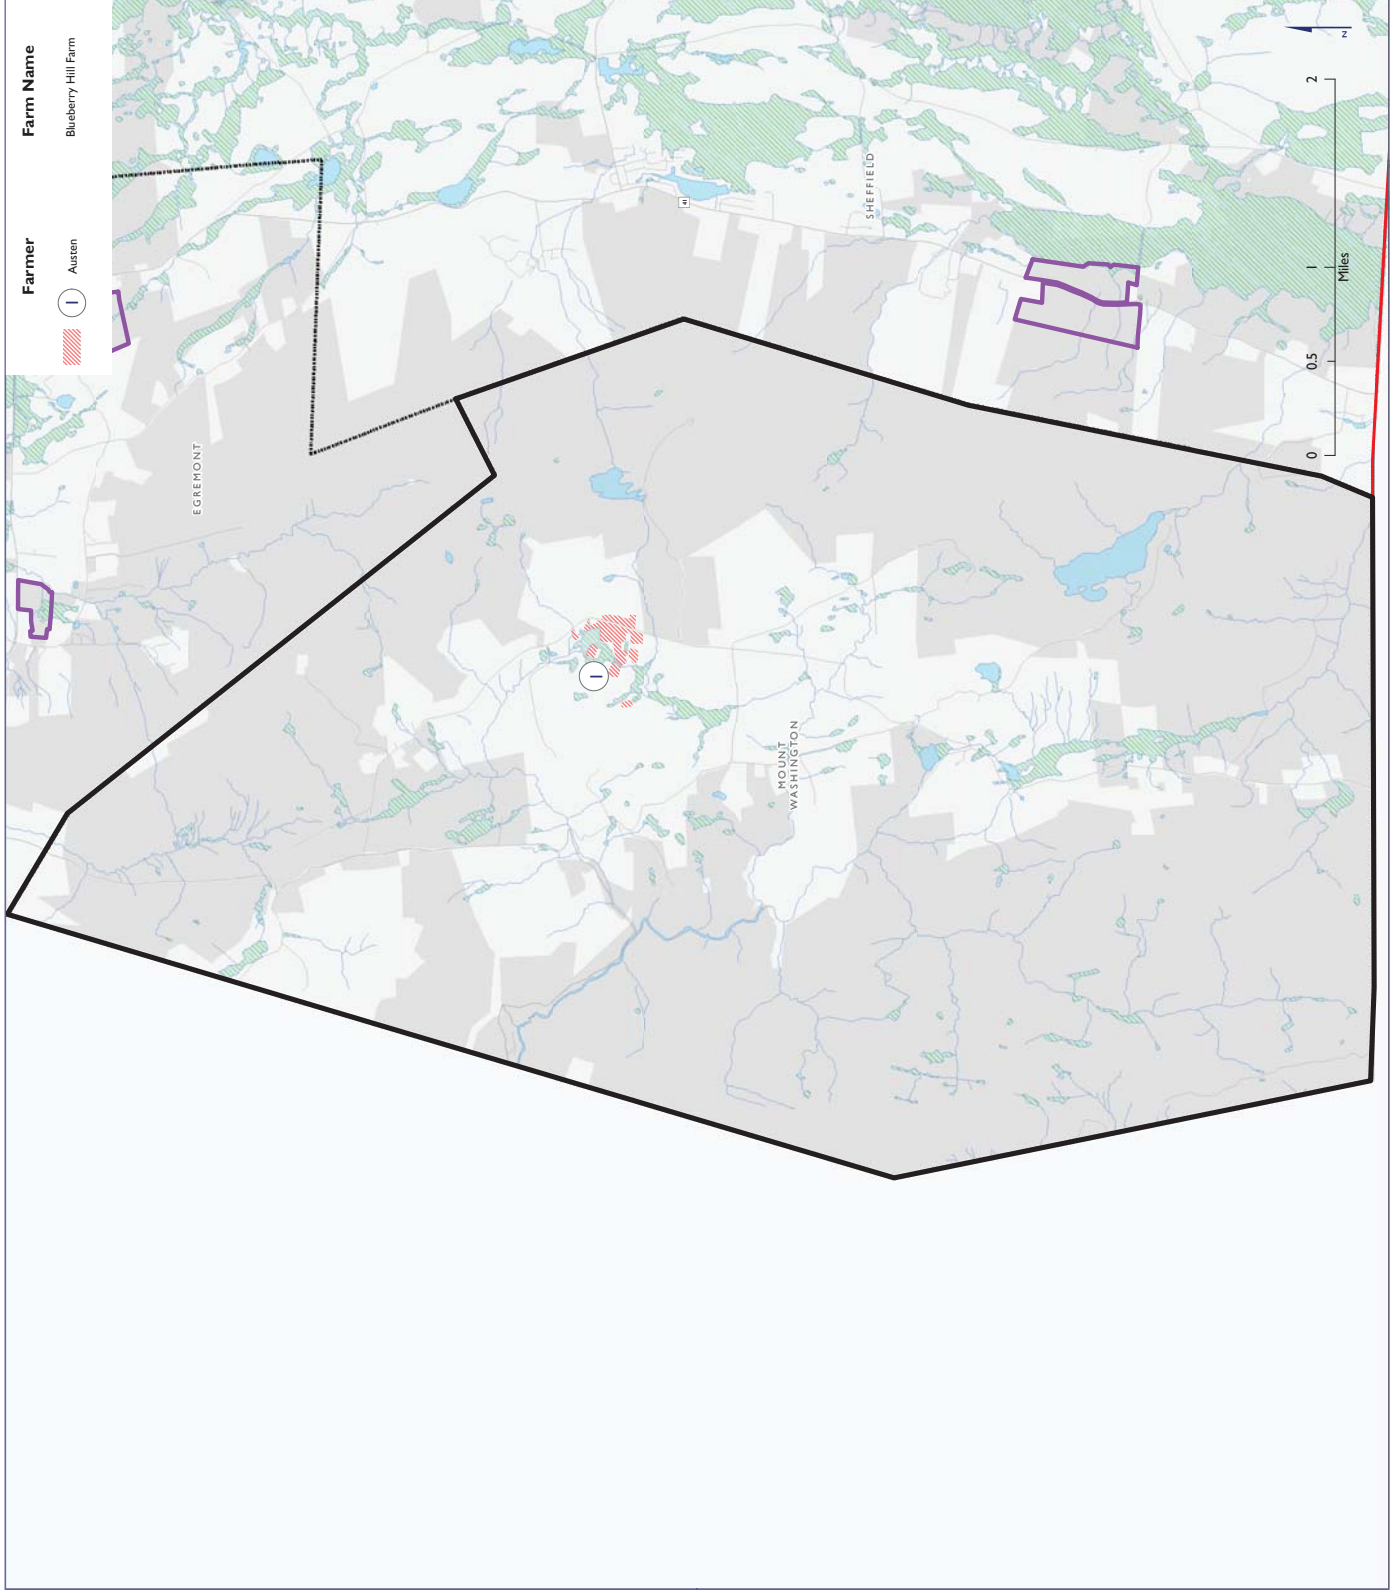 Farmer Farm Name
I Austen Blueberry Hill Farm
EGREMONT
41
SHEFFIELD
I
MOUNT
WASHINGTON
0 0.5 1 2
Miles
N